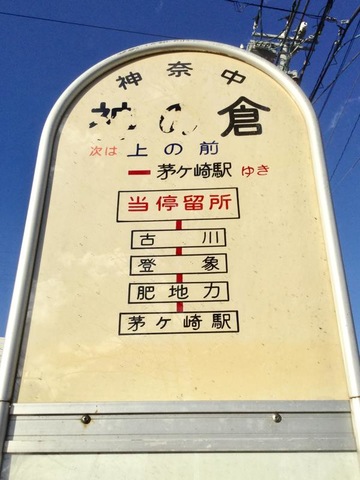 神奈中
の倉
次は 上の前
茅ケ崎駅 ゆき
当停留所
古川
登象
肥地力
茅ケ崎駅